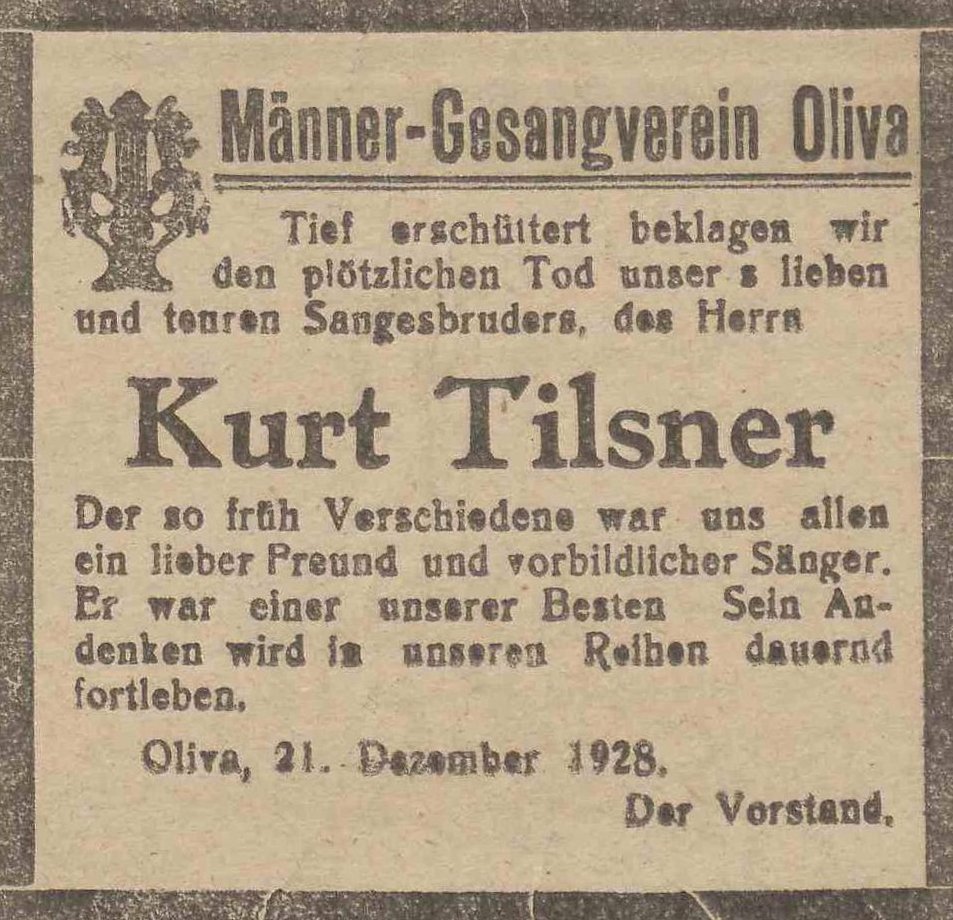 Männer-Gesangverein Oliva
Tief erschüttert beklagen wir
den plötzlichen Tod unser s lieben
und teuren Sangesbruders, des Herrn
Kurt Tilsner
Der so früh Verschiedene war uns allen
ein lieber Freund und vorbildlicher Sänger.
Er war einer unserer Besten Sein An-
denken wird in unseren Reihen dauernd
fortleben.
Oliva, 21. Dezember 1928.
Der Vorstand.